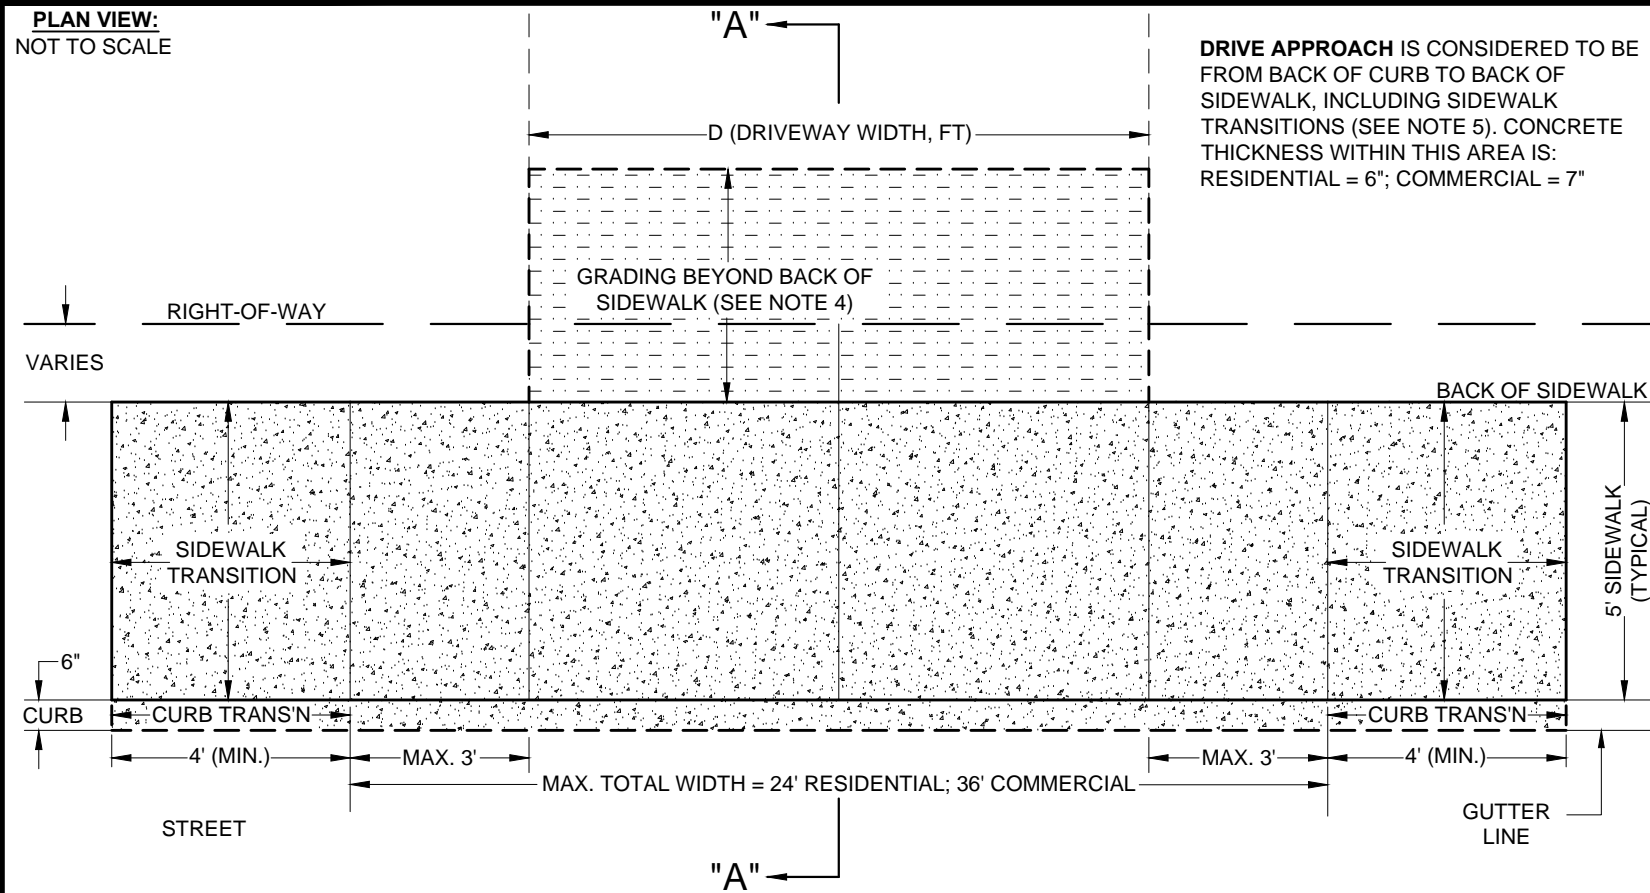 PLAN VIEW:
NOT TO SCALE
"A"
DRIVE APPROACH IS CONSIDERED TO BE
FROM BACK OF CURB TO BACK OF
SIDEWALK, INCLUDING SIDEWALK
TRANSITIONS (SEE NOTE 5). CONCRETE
THICKNESS WITHIN THIS AREA IS:
RESIDENTIAL = 6"; COMMERCIAL = 7"
D (DRIVEWAY WIDTH, FT)
GRADING BEYOND BACK OF
SIDEWALK (SEE NOTE 4)
RIGHT-OF-WAY
VARIES
BACK OF SIDEWALK
SIDEWALK
TRANSITION
SIDEWALK
TRANSITION
5' SIDEWALK
(TYPICAL)
6"
CURB
CURB TRANS'N
CURB TRANS'N
4' (MIN.)
MAX. 3'
MAX. 3'
4' (MIN.)
MAX. TOTAL WIDTH = 24' RESIDENTIAL; 36' COMMERCIAL
STREET
GUTTER
LINE
"A"